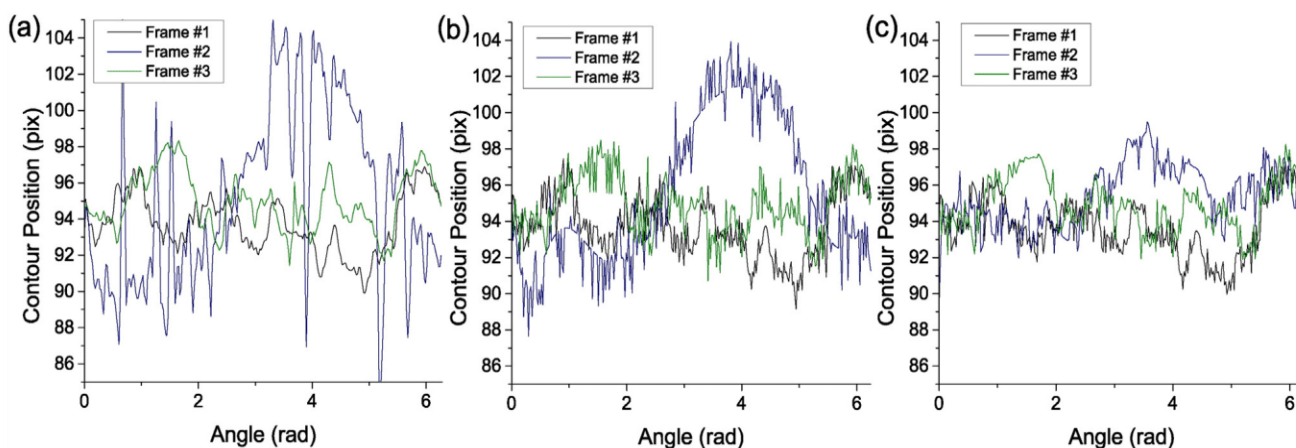 (a)
Contour Position (pix)
104
102
100
98
96
94
92
90
88
86
Frame #1
Frame #2
Frame #3
0
2
4
6
Angle (rad)
(b)
Contour Position (pix)
104
102
100
98
96
94
92
90
88
86
Frame #1
Frame #2
Frame #3
0
2
4
6
Angle (rad)
(c)
Contour Position (pix)
104
102
100
98
96
94
92
90
88
86
Frame #1
Frame #2
Frame #3
0
2
4
6
Angle (rad)